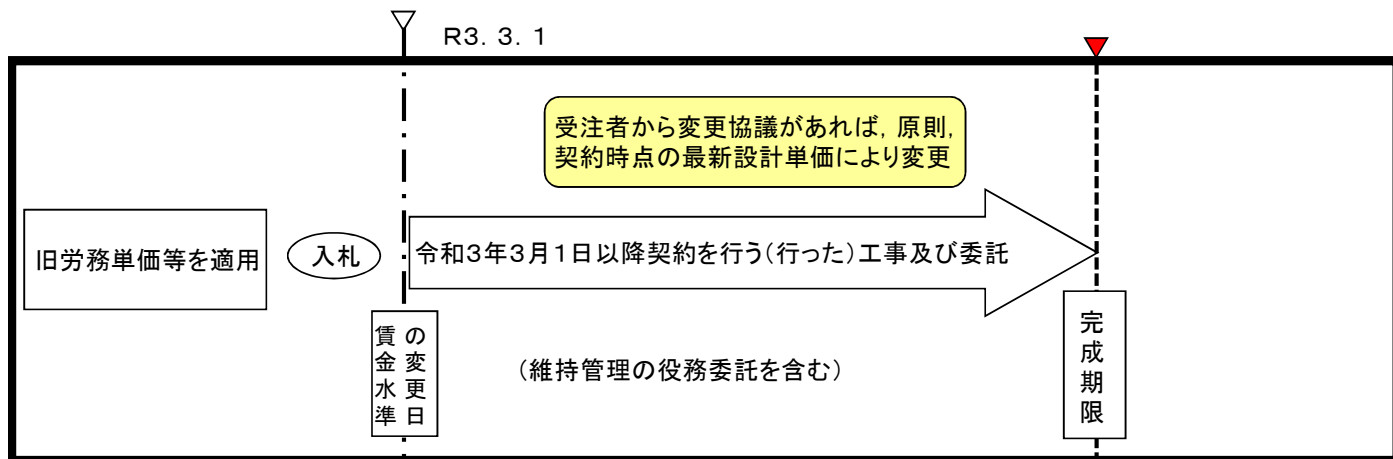 R3.3.1
受注者から変更協議があれば，原則，
契約時点の最新設計単価により変更
旧労務単価等を適用
入札
令和3年3月1日以降契約を行う(行った)工事及び委託
賃金水準
の変更日
(維持管理の役務委託を含む)
完成期限